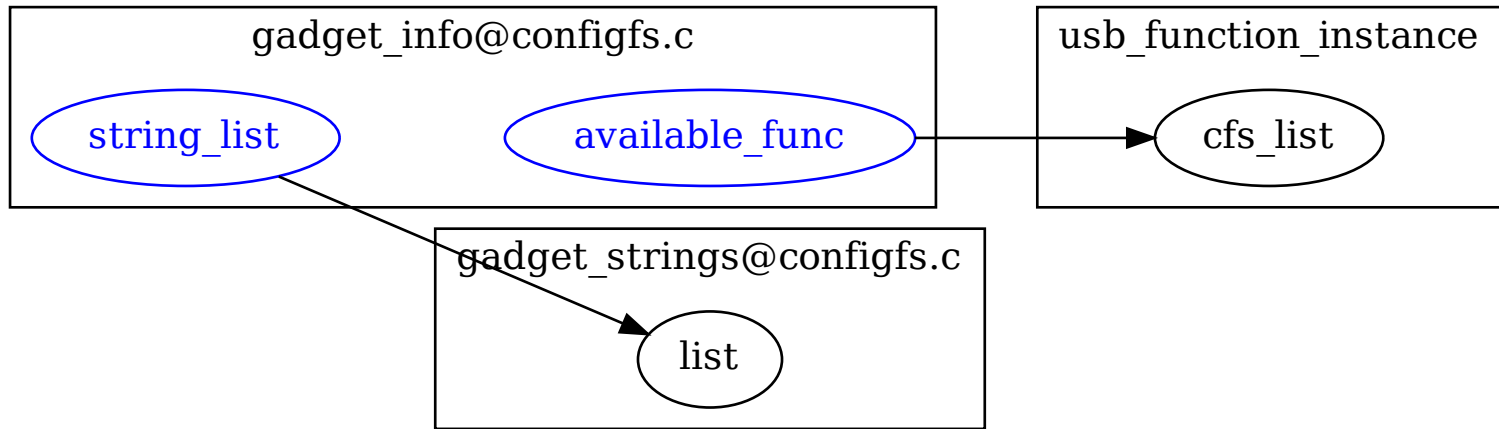 gadget_info@configfs.c
usb_function_instance
string_list
available_func
cfs_list
gadget_strings@configfs.c
list